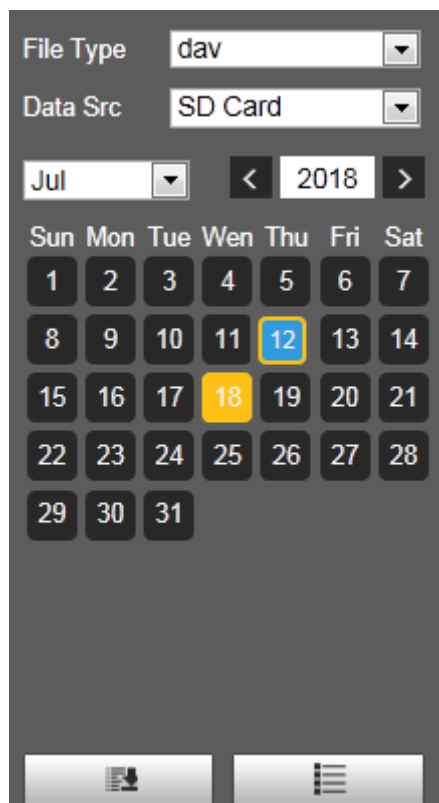 File Type dav
Data Src SD Card
Jul < 2018 >
Sun Mon Tue Wen Thu Fri Sat
1 2 3 4 5 6 7
8 9 10 11 12 13 14
15 16 17 18 19 20 21
22 23 24 25 26 27 28
29 30 31